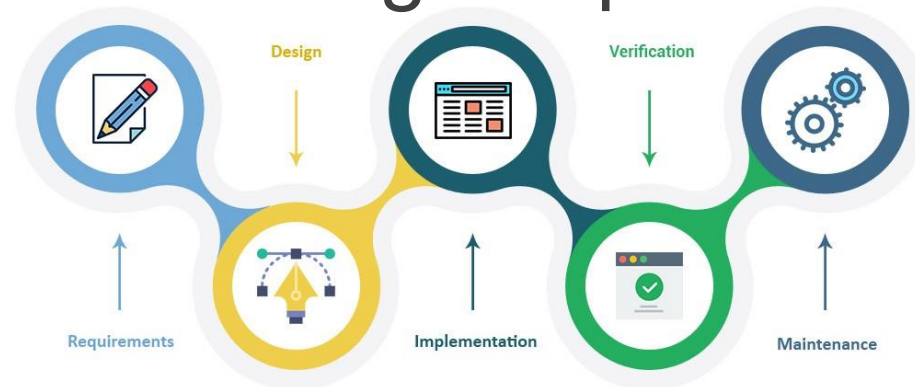 Design
Verification
Requirements
Implementation
Maintenance